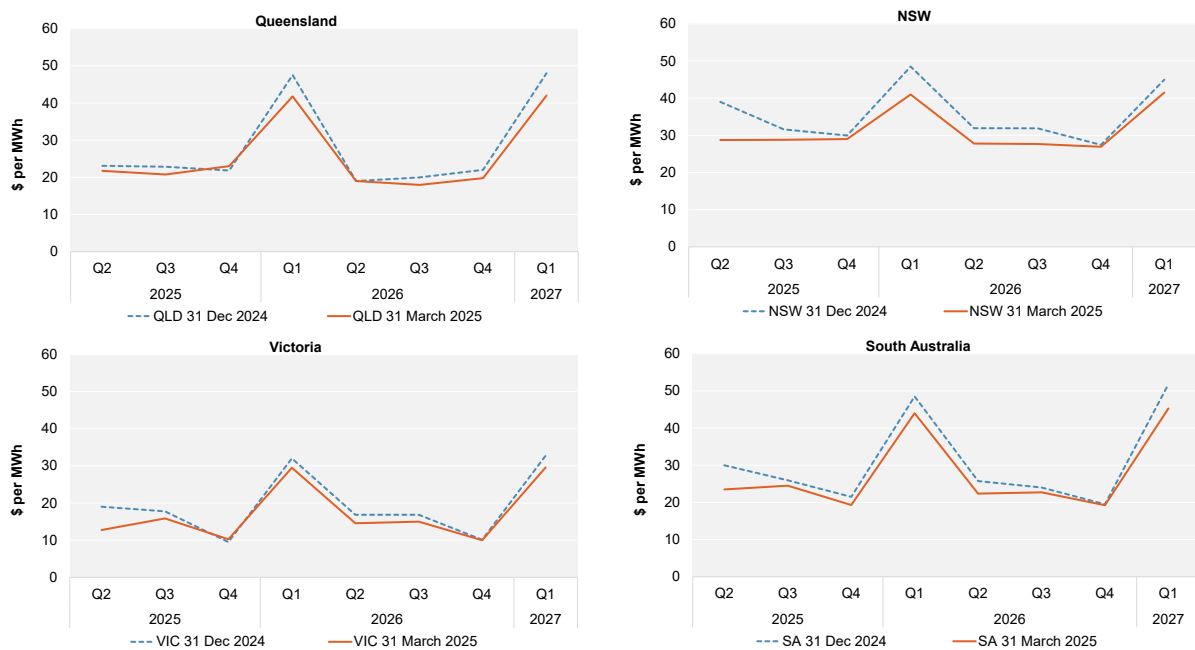 Queensland
60
50
40
30
20
10
0
$ per MWh
Q2 Q3 Q4 Q1 Q2 Q3 Q4 Q1
2025 2026 2027
QLD 31 Dec 2024 QLD 31 March 2025
NSW
60
50
40
30
20
10
0
$ per MWh
Q2 Q3 Q4 Q1 Q2 Q3 Q4 Q1
2025 2026 2027
NSW 31 Dec 2024 NSW 31 March 2025
Victoria
60
50
40
30
20
10
0
$ per MWh
Q2 Q3 Q4 Q1 Q2 Q3 Q4 Q1
2025 2026 2027
VIC 31 Dec 2024 VIC 31 March 2025
South Australia
60
50
40
30
20
10
0
$ per MWh
Q2 Q3 Q4 Q1 Q2 Q3 Q4 Q1
2025 2026 2027
SA 31 Dec 2024 SA 31 March 2025